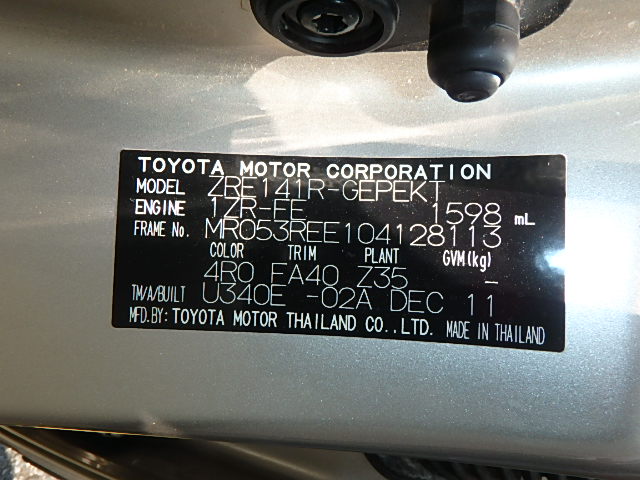 TOYOTA MOTOR CORPORATION
MODEL ZRE141R-GEPEKT
ENGINE 1ZR-FE 1598 mL
FRAME No. MR053REE104128113
COLOR TRIM PLANT GVM(kg)
4R0 FA40 Z35 -
TM/A/BUILT U340E -02A DEC 11
MFD.BY: TOYOTA MOTOR THAILAND CO.,LTD. MADE IN THAILAND